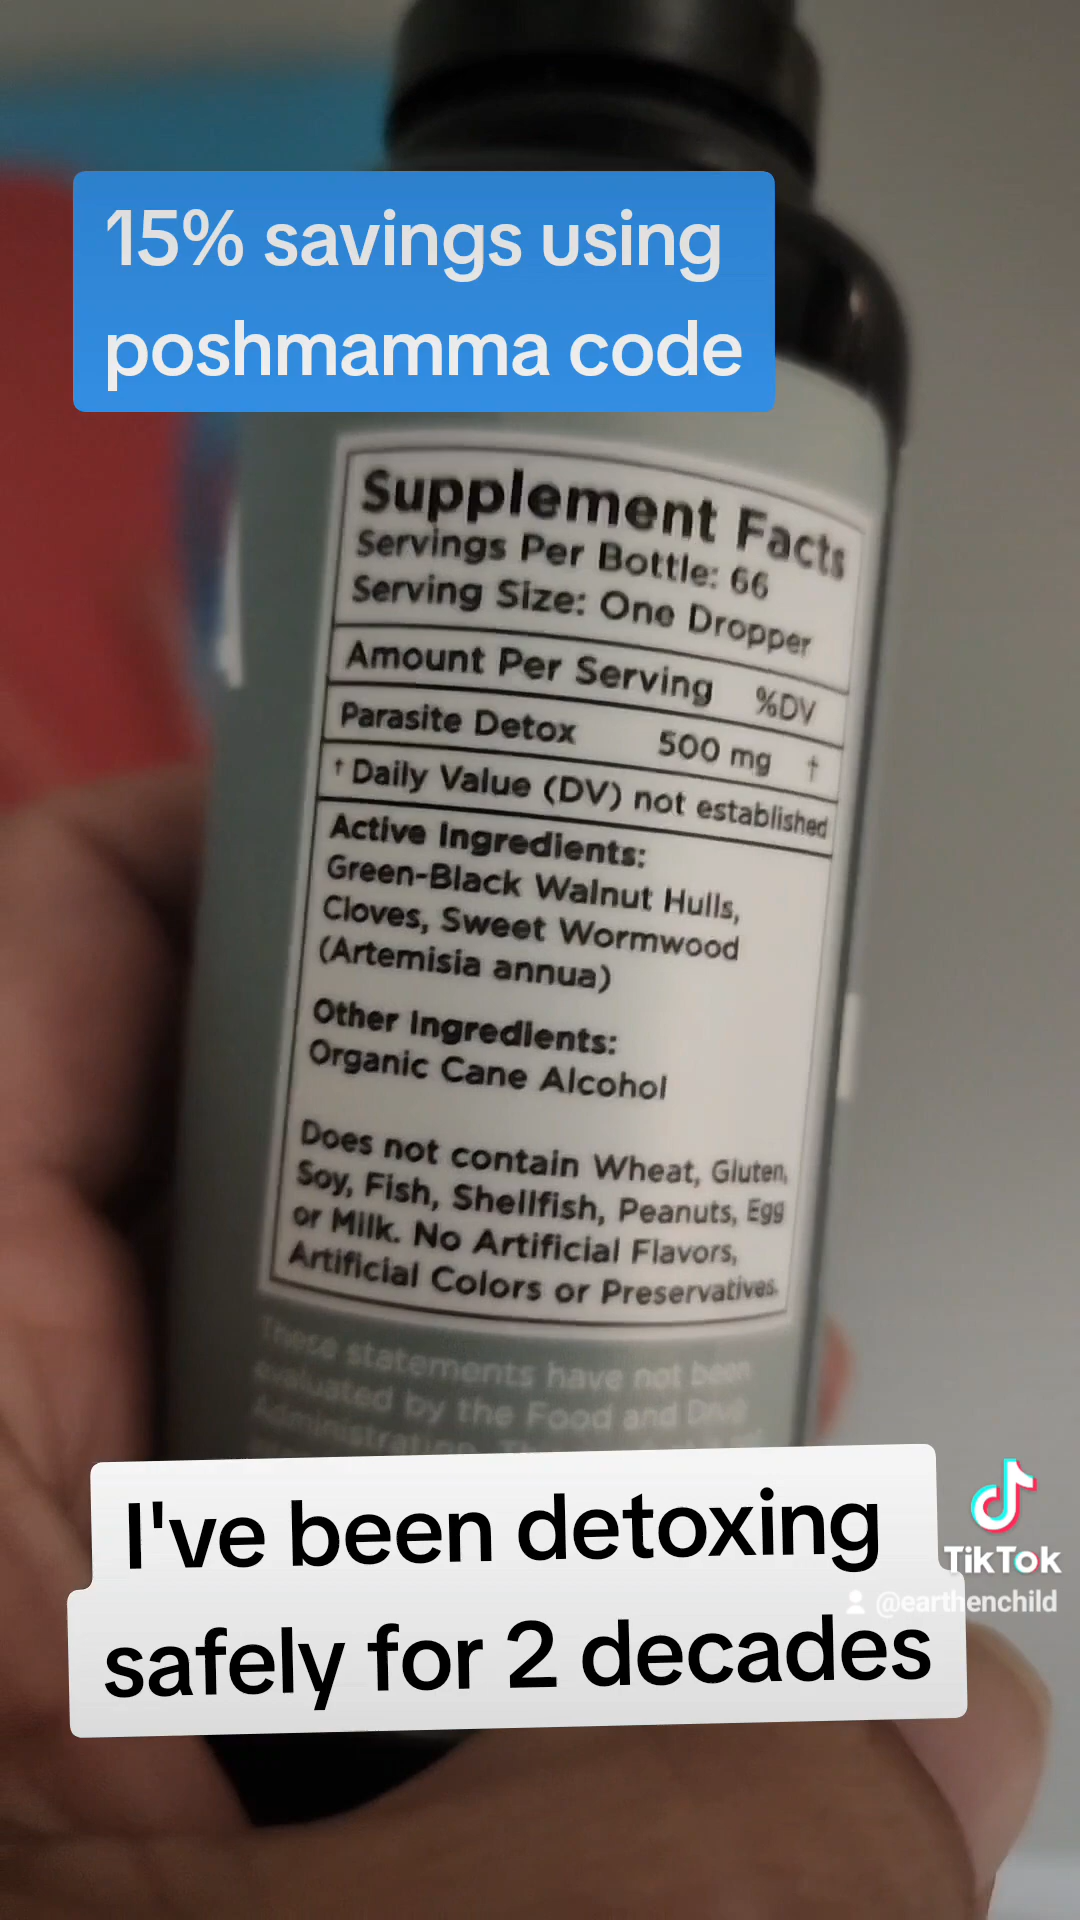 15% savings using
poshmamma code
Supplement Facts
Servings Per Bottle: 66
Serving Size: One Dropper
Amount Per Serving %DV
Parasite Detox 500 mg †
† Daily Value (DV) not established
Active Ingredients:
Green-Black Walnut Hulls,
Cloves, Sweet Wormwood
(Artemisia annua)
Other Ingredients:
Organic Cane Alcohol
Does not contain Wheat, Gluten,
Soy, Fish, Shellfish, Peanuts, Egg
or Milk. No Artificial Flavors,
Artificial Colors or Preservatives.
These statements have not been
evaluated by the Food and Drug
Administration.
I've been detoxing
safely for 2 decades
TikTok
@earthenchild